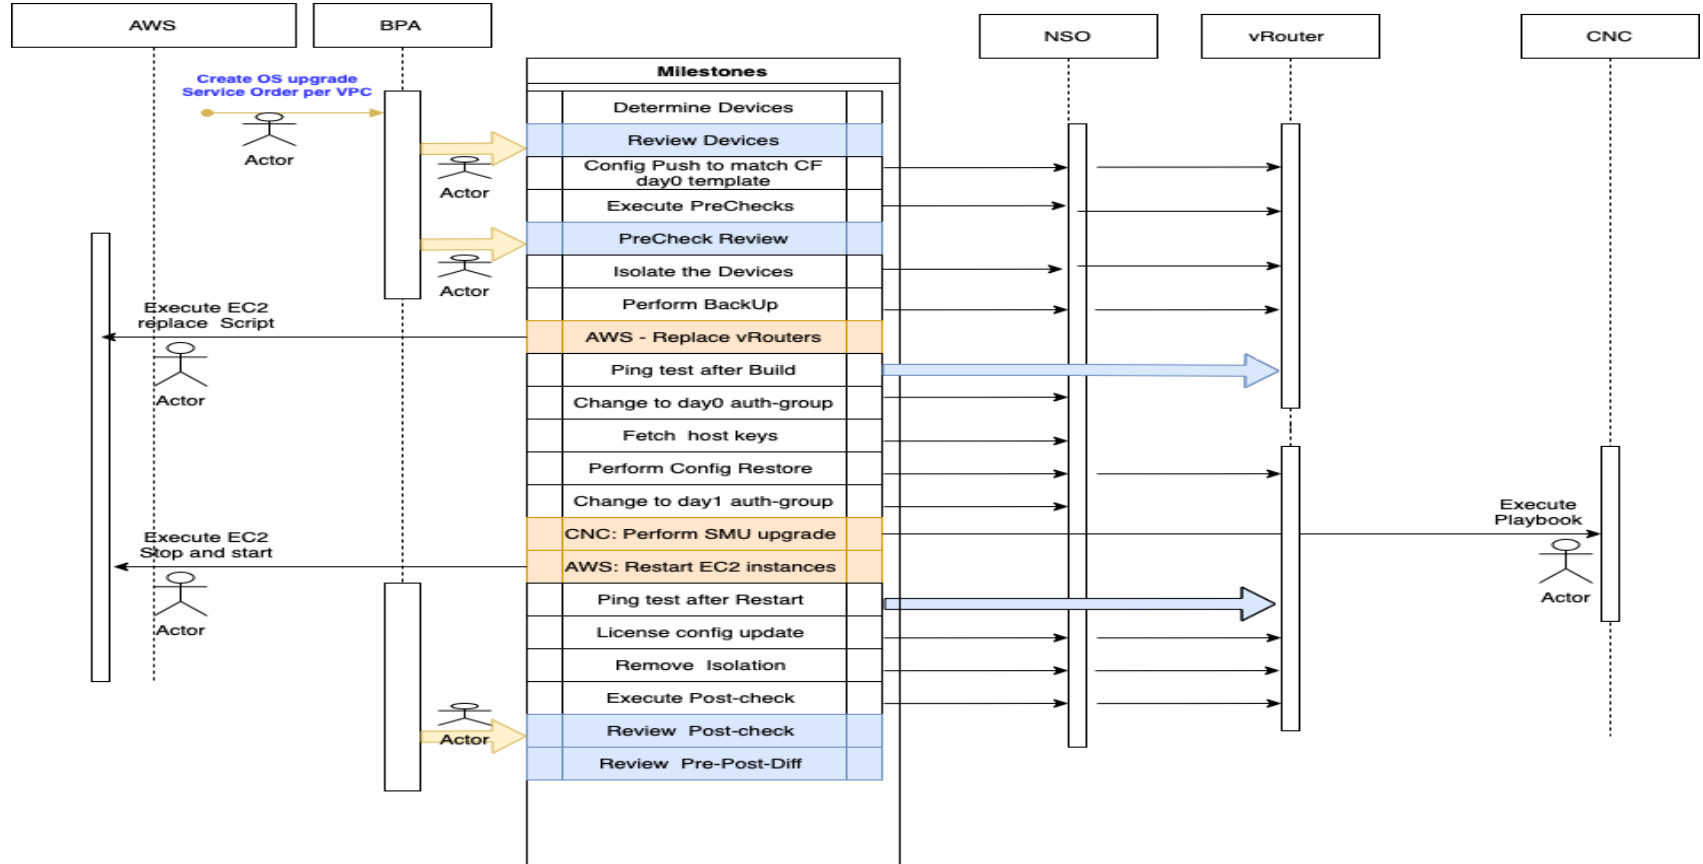 AWS
BPA
NSO
vRouter
CNC
Milestones
Create OS upgrade
Service Order per VPC
Actor
Determine Devices
Review Devices
Actor
Config Push to match CF
day0 template
Execute PreChecks
PreCheck Review
Actor
Isolate the Devices
Perform BackUp
Execute EC2
replace Script
Actor
AWS - Replace vRouters
Ping test after Build
Change to day0 auth-group
Fetch host keys
Perform Config Restore
Change to day1 auth-group
CNC: Perform SMU upgrade
Execute
Playbook
Actor
Execute EC2
Stop and start
Actor
AWS: Restart EC2 instances
Ping test after Restart
License config update
Remove Isolation
Execute Post-check
Actor
Review Post-check
Review Pre-Post-Diff